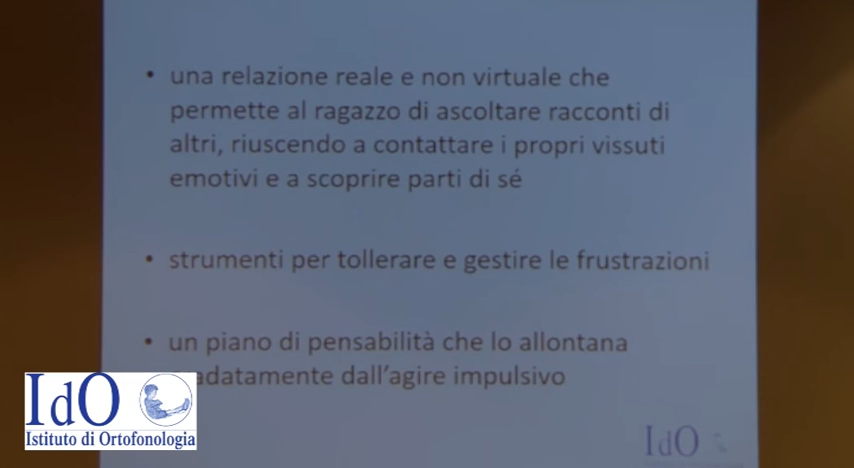 • una relazione reale e non virtuale che
permette al ragazzo di ascoltare racconti di
altri, riuscendo a contattare i propri vissuti
emotivi e a scoprire parti di sé
• strumenti per tollerare e gestire le frustrazioni
• un piano di pensabilità che lo allontana
adatamente dall'agire impulsivo
IdO
Istituto di Ortofonologia
IdO